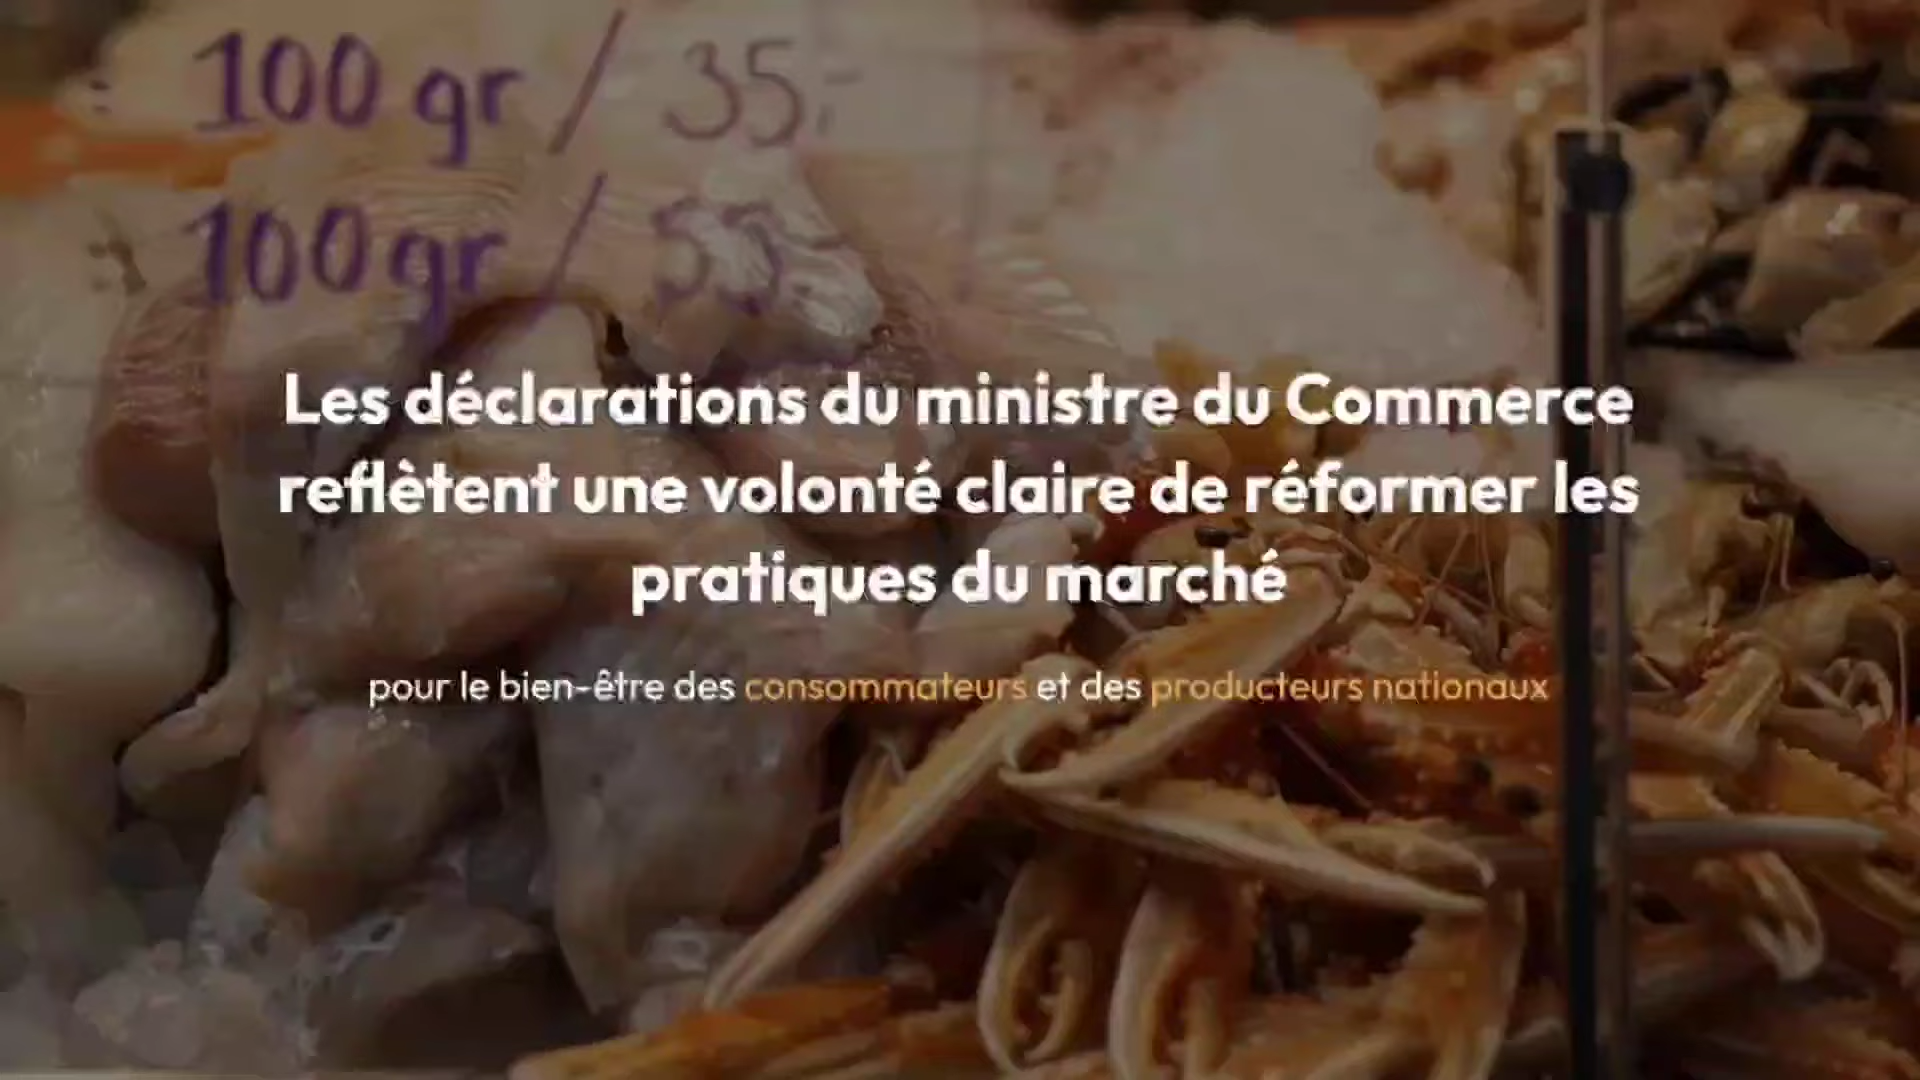 : 100 gr / 35,-
: 100 gr / 55,
Les déclarations du ministre du Commerce
reflètent une volonté claire de réformer les
pratiques du marché
pour le bien-être des consommateurs et des producteurs nationaux